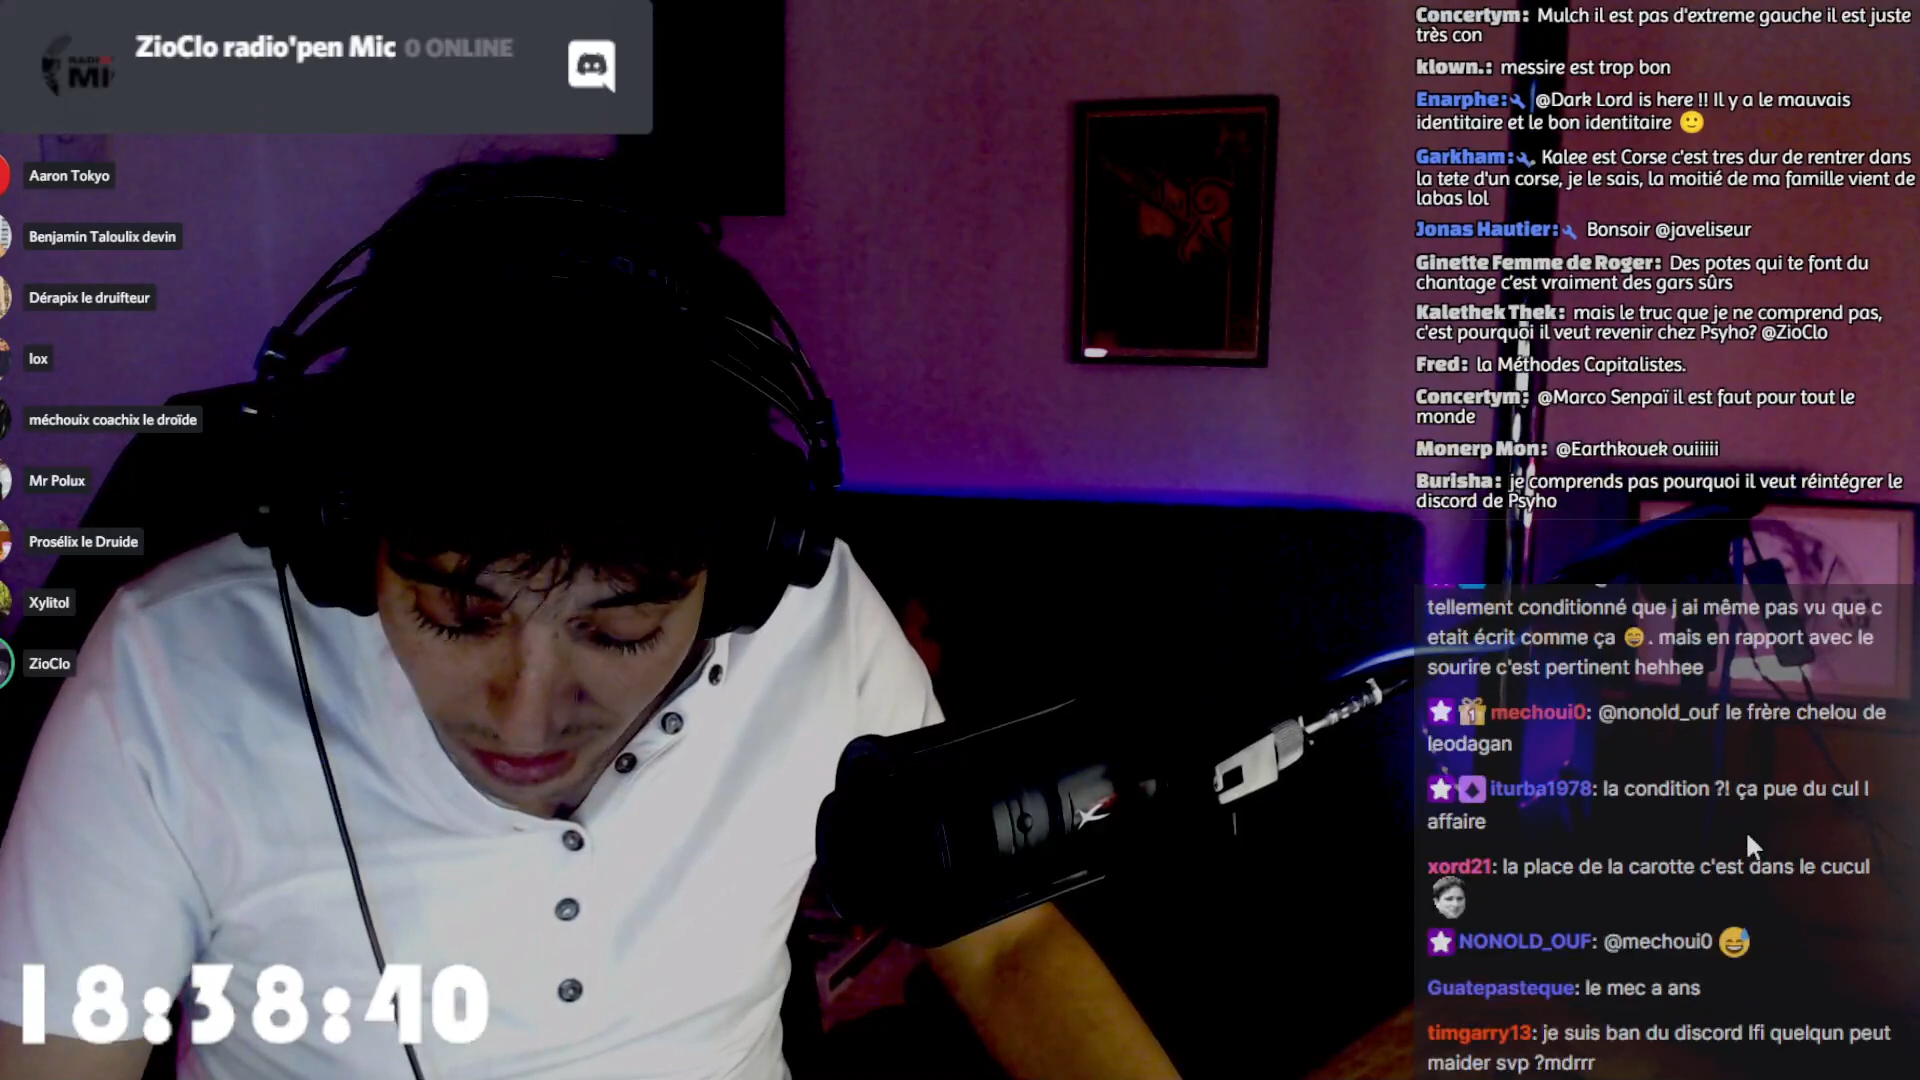 ZioClo radio'pen Mic 0 ONLINE
MI
Aaron Tokyo
Benjamin Taloulix devin
Dérapix le druifteur
lox
méchouix coachix le droïde
Mr Polux
Prosélix le Druide
Xylitol
ZioClo
18:38:40
Concertym: Mulch il est pas d'extreme gauche il est juste
très con
klown.: messire est trop bon
Enarphe: @Dark Lord is here !! Il y a le mauvais
identitaire et le bon identitaire 🙂
Garkham: Kalee est Corse c'est tres dur de rentrer dans
la tete d'un corse, je le sais, la moitié de ma famille vient de
labas lol
Jonas Hautier: Bonsoir @javeliseur
Ginette Femme de Roger: Des potes qui te font du
chantage c'est vraiment des gars sûrs
Kalethek Thek: mais le truc que je ne comprend pas,
c'est pourquoi il veut revenir chez Psyho? @ZioClo
Fred: la Méthodes Capitalistes.
Concertym: @Marco Senpaï il est faut pour tout le
monde
Monerp Mon: @Earthkouek ouiiiii
Burisha: je comprends pas pourquoi il veut réintégrer le
discord de Psyho
tellement conditionné que j ai même pas vu que c
etait écrit comme ça 😅 . mais en rapport avec le
sourire c'est pertinent hehhee
mechoui0: @nonold_ouf le frère chelou de
leodagan
iturba1978: la condition ?! ça pue du cul l
affaire
xord21: la place de la carotte c'est dans le cucul
NONOLD_OUF: @mechoui0 😅
Guatepasteque: le mec a ans
timgarry13: je suis ban du discord lfi quelqun peut
maider svp ?mdrrr